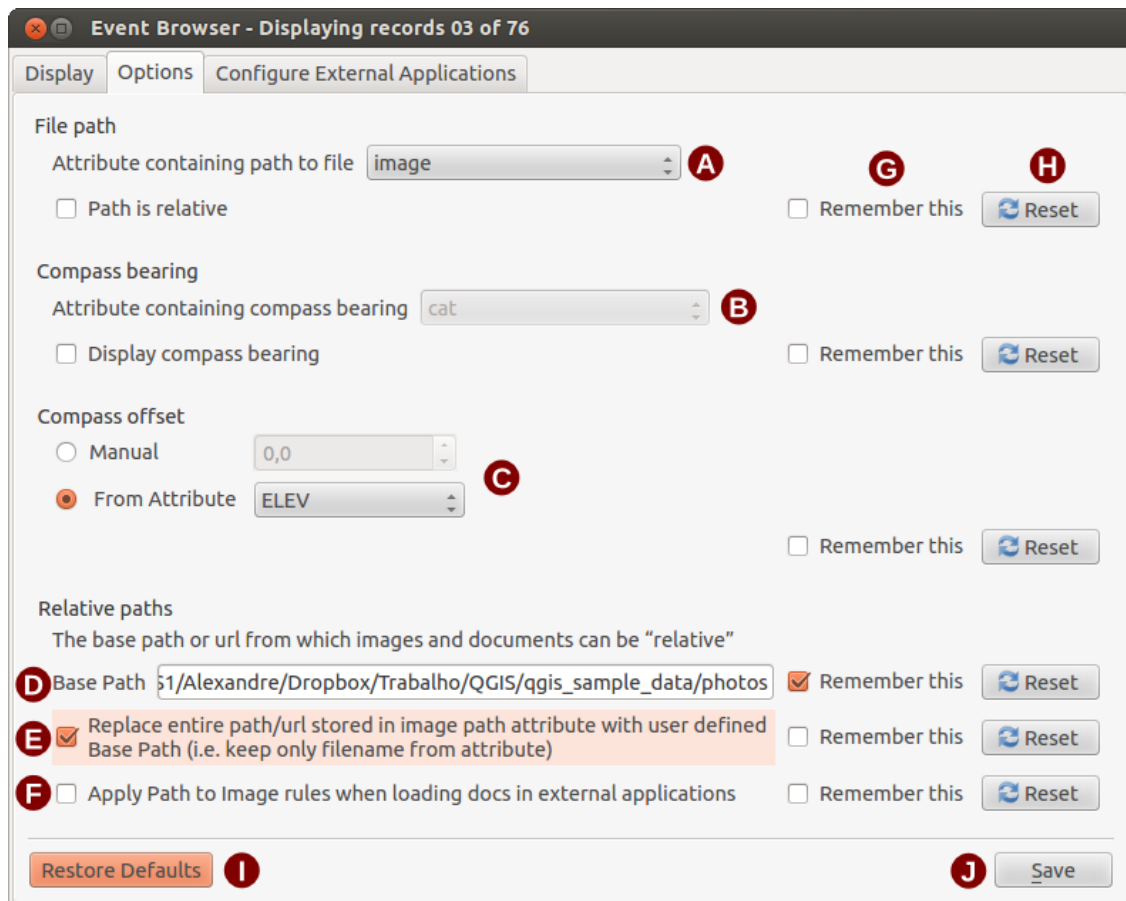 Event Browser - Displaying records 03 of 76
Display Options Configure External Applications
File path
Attribute containing path to file image A G H
Path is relative Remember this Reset
Compass bearing
Attribute containing compass bearing cat B
Display compass bearing Remember this Reset
Compass offset
Manual 0,0
C
From Attribute ELEV
Remember this Reset
Relative paths
The base path or url from which images and documents can be “relative”
D Base Path S1/Alexandre/Dropbox/Trabalho/QGIS/qgis_sample_data/photos Remember this Reset
Replace entire path/url stored in image path attribute with user defined
E Base Path (i.e. keep only filename from attribute) Remember this Reset
F Apply Path to Image rules when loading docs in external applications Remember this Reset
Restore Defaults I J Save